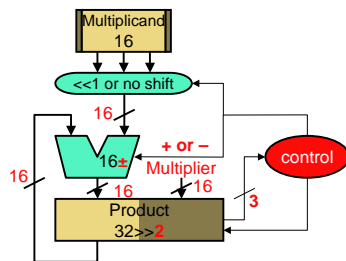 Multiplicand
16
<<1 or no shift
16
+ or –
16±
Multiplier
control
16
16
16
Product
32>>2
3